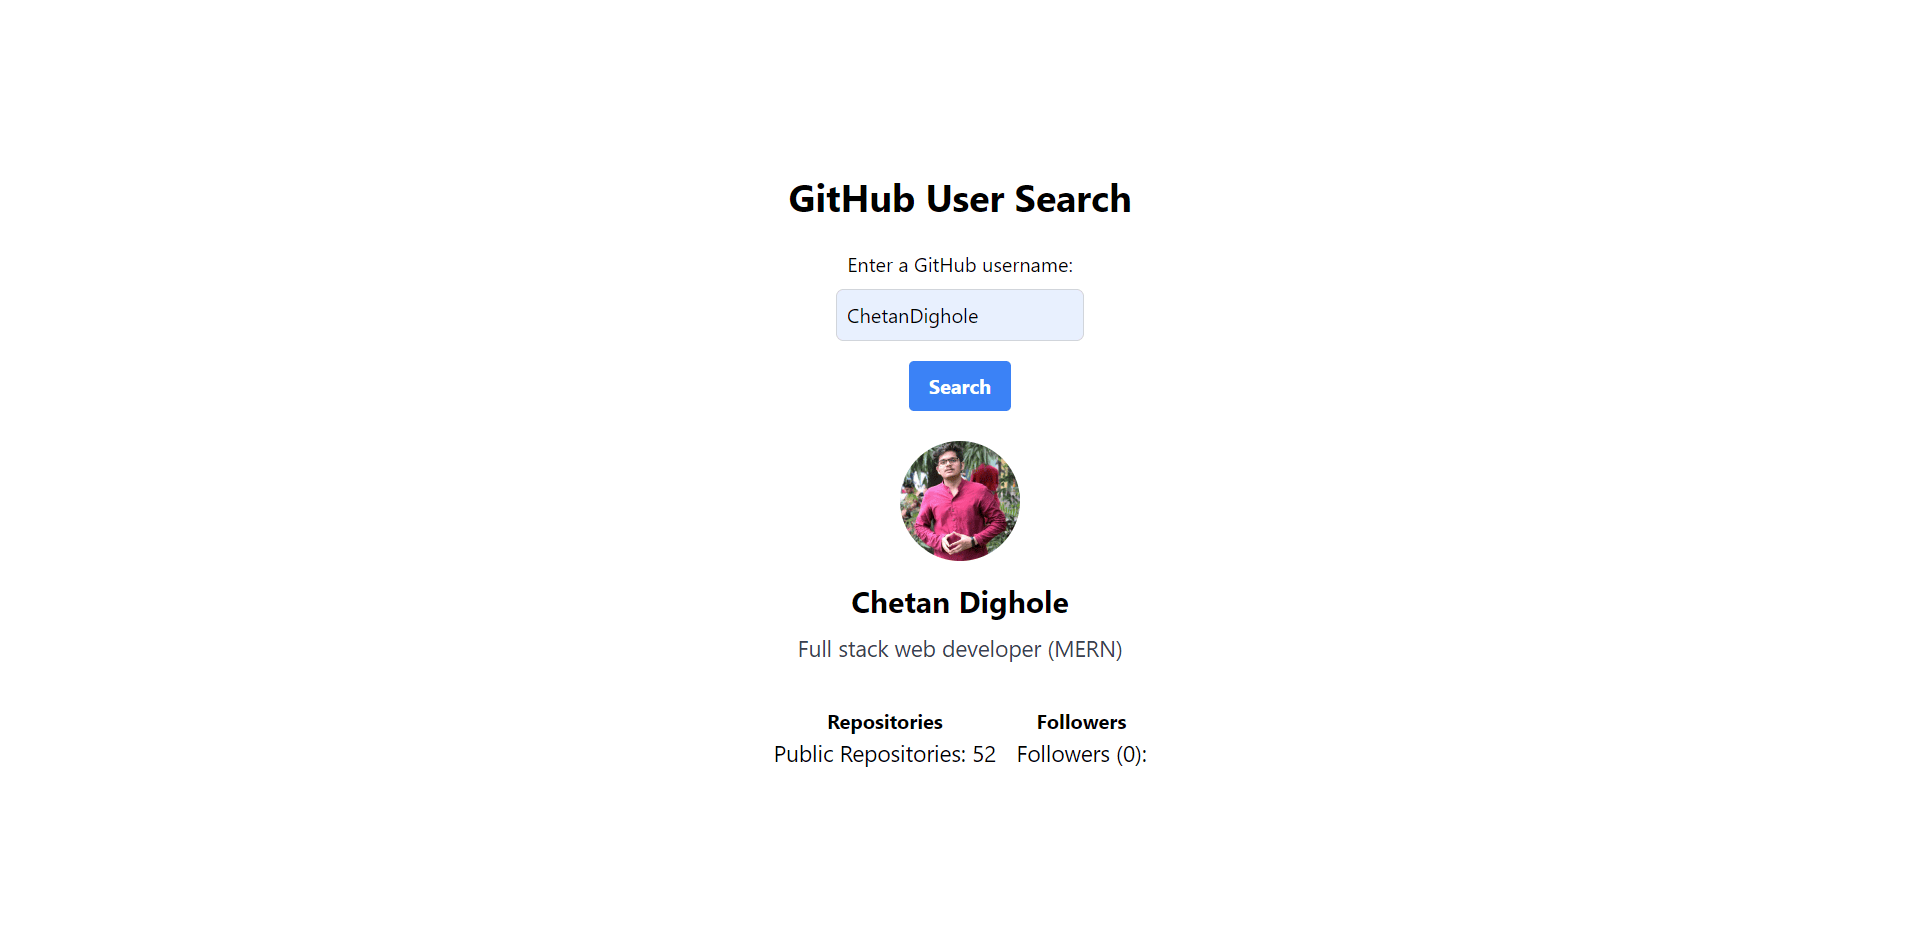 GitHub User Search
Enter a GitHub username:
ChetanDighole
Search
Chetan Dighole
Full stack web developer (MERN)
Repositories Followers
Public Repositories: 52 Followers (0):